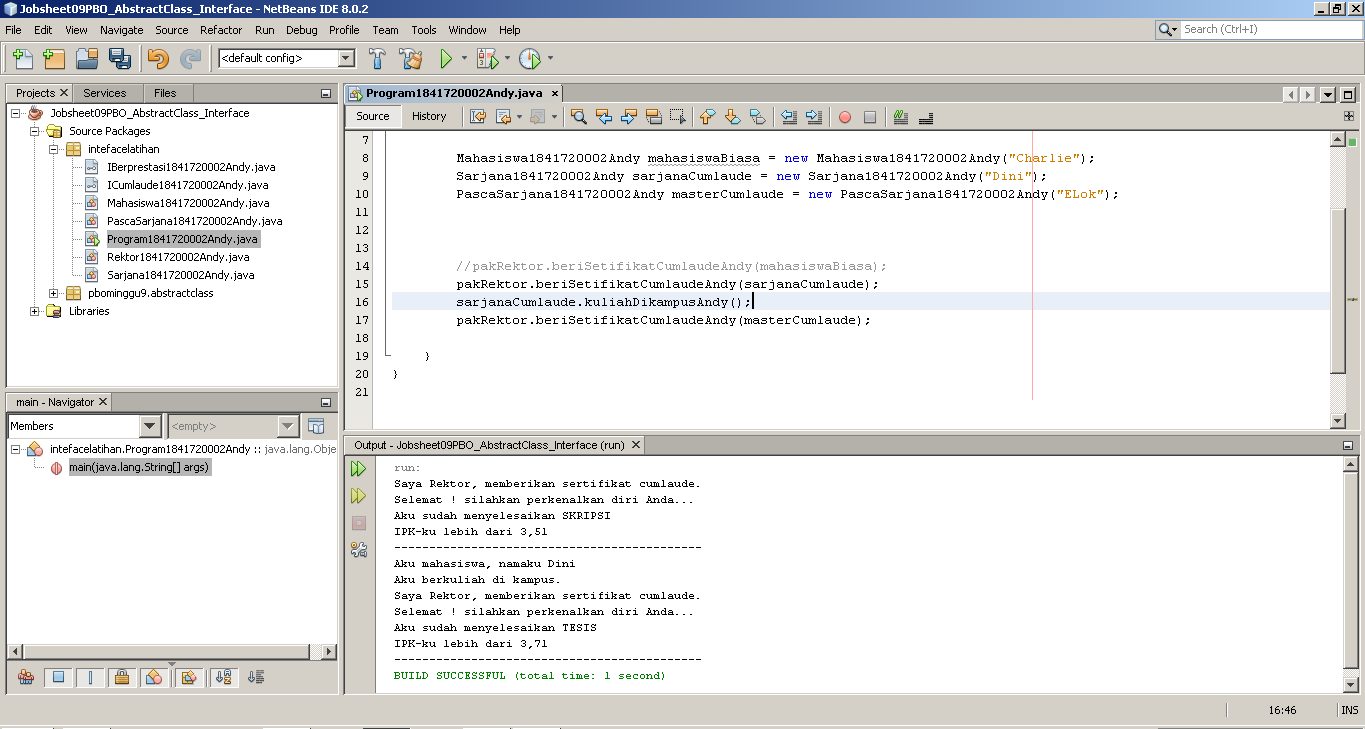 Jobsheet09PBO_AbstractClass_Interface - NetBeans IDE 8.0.2
File Edit View Navigate Source Refactor Run Debug Profile Team Tools Window Help
Search (Ctrl+I)
<default config>
Projects Services Files
Jobsheet09PBO_AbstractClass_Interface
Source Packages
intefacelatihan
IBerprestasi1841720002Andy.java
ICumlaude1841720002Andy.java
Mahasiswa1841720002Andy.java
PascaSarjana1841720002Andy.java
Program1841720002Andy.java
Rektor1841720002Andy.java
Sarjana1841720002Andy.java
pbominggu9.abstractclass
Libraries
main - Navigator
Members
<empty>
intefacelatihan.Program1841720002Andy :: java.lang.Obje
main(java.lang.String[] args)
Program1841720002Andy.java
Source History
7
8 Mahasiswa1841720002Andy mahasiswaBiasa = new Mahasiswa1841720002Andy("Charlie");
9 Sarjana1841720002Andy sarjanaCumlaude = new Sarjana1841720002Andy("Dini");
10 PascaSarjana1841720002Andy masterCumlaude = new PascaSarjana1841720002Andy("ELok");
11
12
13
14 //pakRektor.beriSetifikatCumlaudeAndy(mahasiswaBiasa);
15 pakRektor.beriSetifikatCumlaudeAndy(sarjanaCumlaude);
16 sarjanaCumlaude.kuliahDikampusAndy();
17 pakRektor.beriSetifikatCumlaudeAndy(masterCumlaude);
18
19 }
20 }
21
Output - Jobsheet09PBO_AbstractClass_Interface (run)
run:
Saya Rektor, memberikan sertifikat cumlaude.
Selemat ! silahkan perkenalkan diri Anda...
Aku sudah menyelesaikan SKRIPSI
IPK-ku lebih dari 3,51
-----------------------------------------
Aku mahasiswa, namaku Dini
Aku berkuliah di kampus.
Saya Rektor, memberikan sertifikat cumlaude.
Selemat ! silahkan perkenalkan diri Anda...
Aku sudah menyelesaikan TESIS
IPK-ku lebih dari 3,71
-----------------------------------------
BUILD SUCCESSFUL (total time: 1 second)
16:46 INS